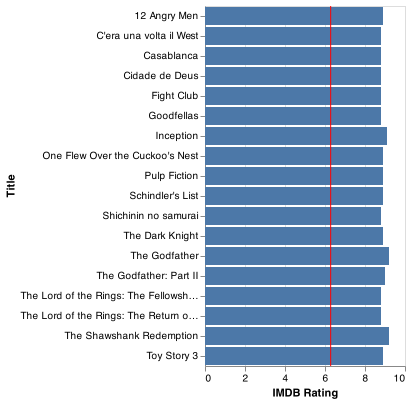 12 Angry Men
C'era una volta il West
Casablanca
Cidade de Deus
Fight Club
Goodfellas
Inception
One Flew Over the Cuckoo's Nest
Pulp Fiction
Schindler's List
Shichinin no samurai
The Dark Knight
The Godfather
The Godfather: Part II
The Lord of the Rings: The Fellowsh…
The Lord of the Rings: The Return o…
The Shawshank Redemption
Toy Story 3
Title
0 2 4 6 8 10
IMDB Rating